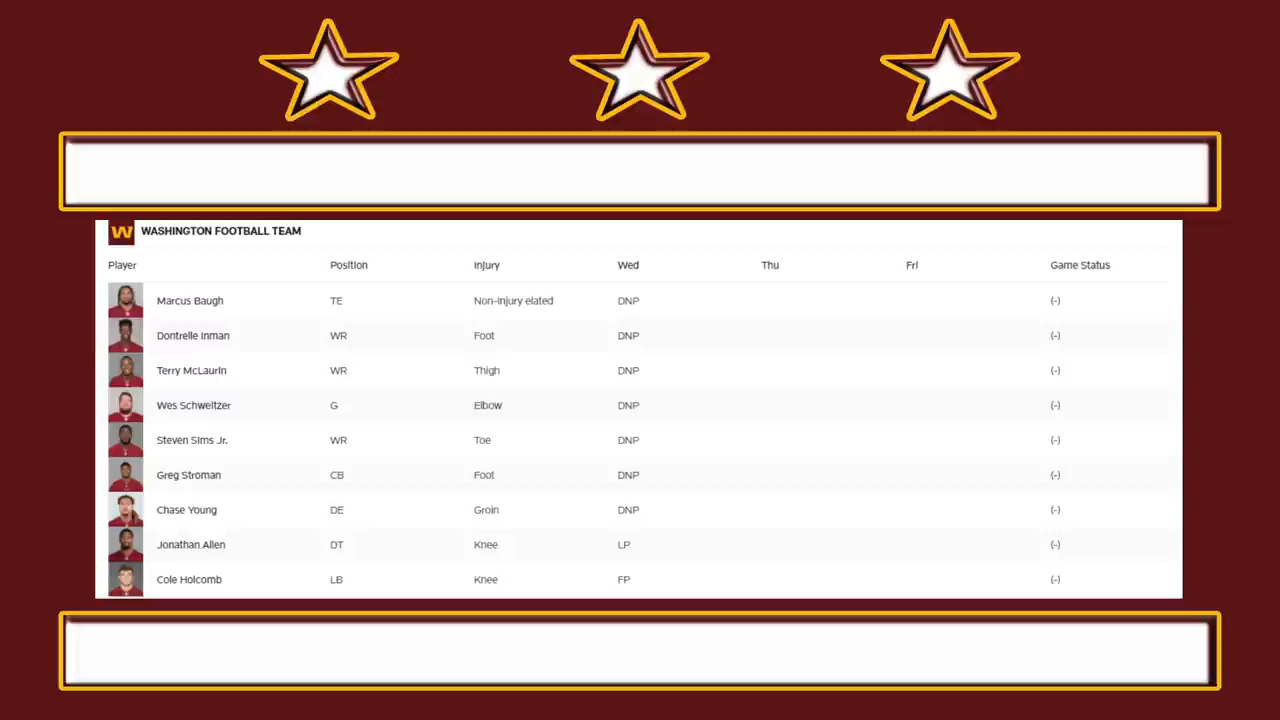 W WASHINGTON FOOTBALL TEAM
Player Position Injury Wed Thu Fri Game Status
Marcus Baugh TE Non-injury elated DNP (-)
Dontrelle Inman WR Foot DNP (-)
Terry McLaurin WR Thigh DNP (-)
Wes Schweitzer G Elbow DNP (-)
Steven Sims Jr. WR Toe DNP (-)
Greg Stroman CB Foot DNP (-)
Chase Young DE Groin DNP (-)
Jonathan Allen DT Knee LP (-)
Cole Holcomb LB Knee FP (-)